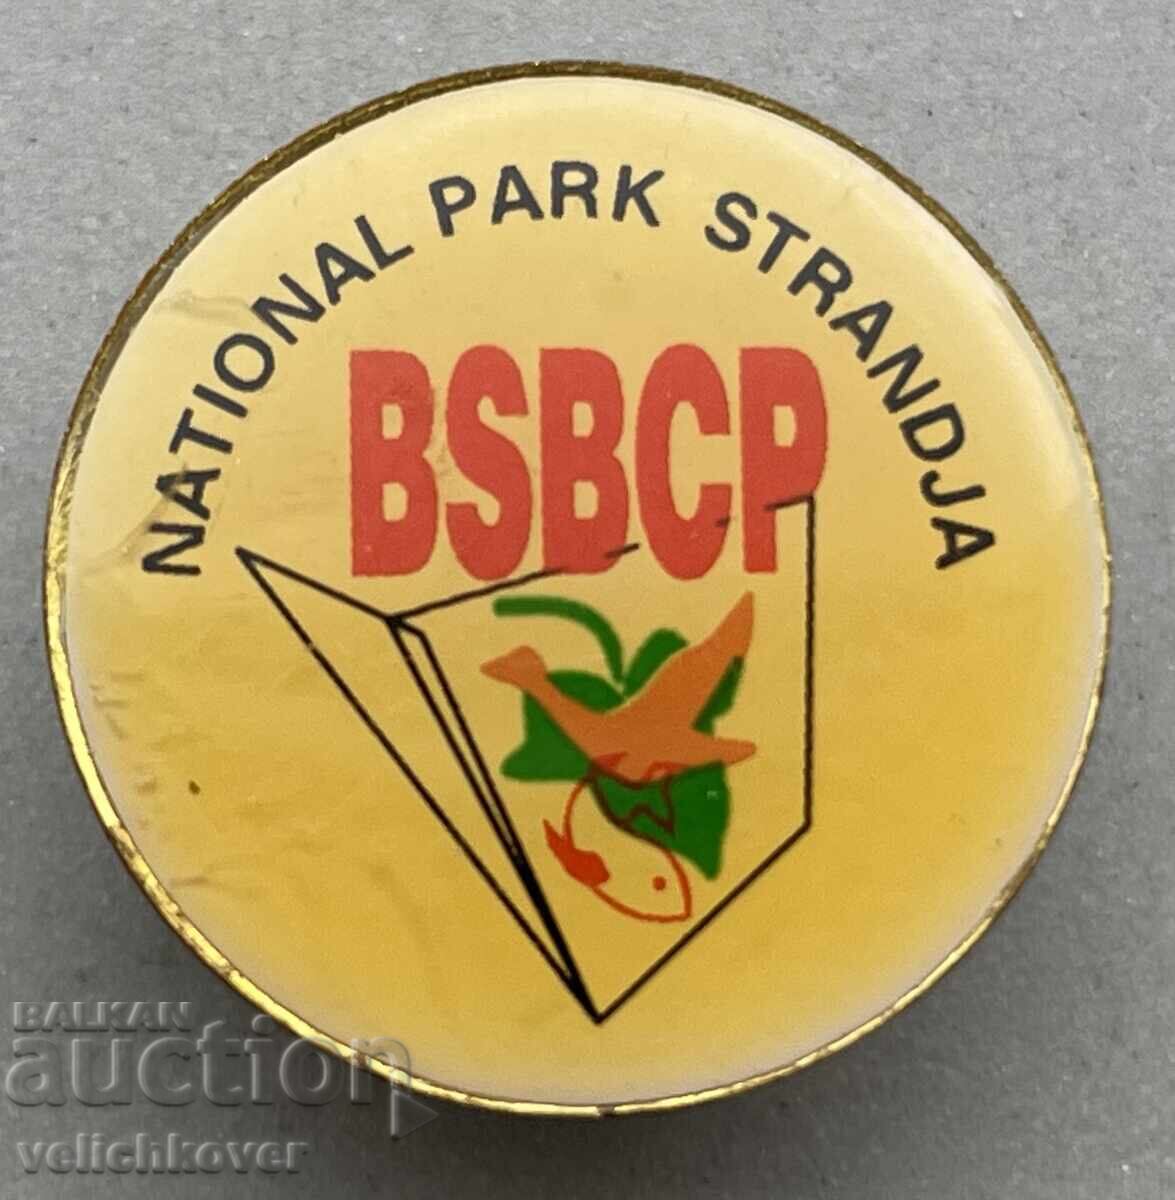 NATIONAL PARK STRANDJA
BSBCP
BALKAN
auction
velichkover